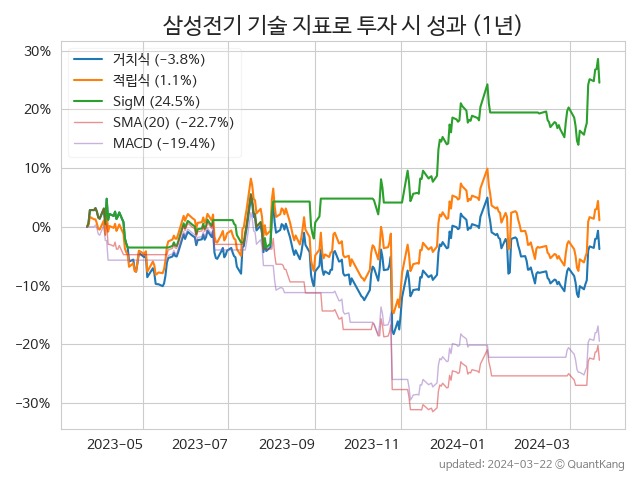 삼성전기 기술 지표로 투자 시 성과 (1년)
30%
20%
10%
0%
−10%
−20%
−30%
거치식 (−3.8%)
적립식 (1.1%)
SigM (24.5%)
SMA(20) (−22.7%)
MACD (−19.4%)
2023−05
2023−07
2023−09
2023−11
2024−01
2024−03
updated: 2024−03−22 © QuantKang